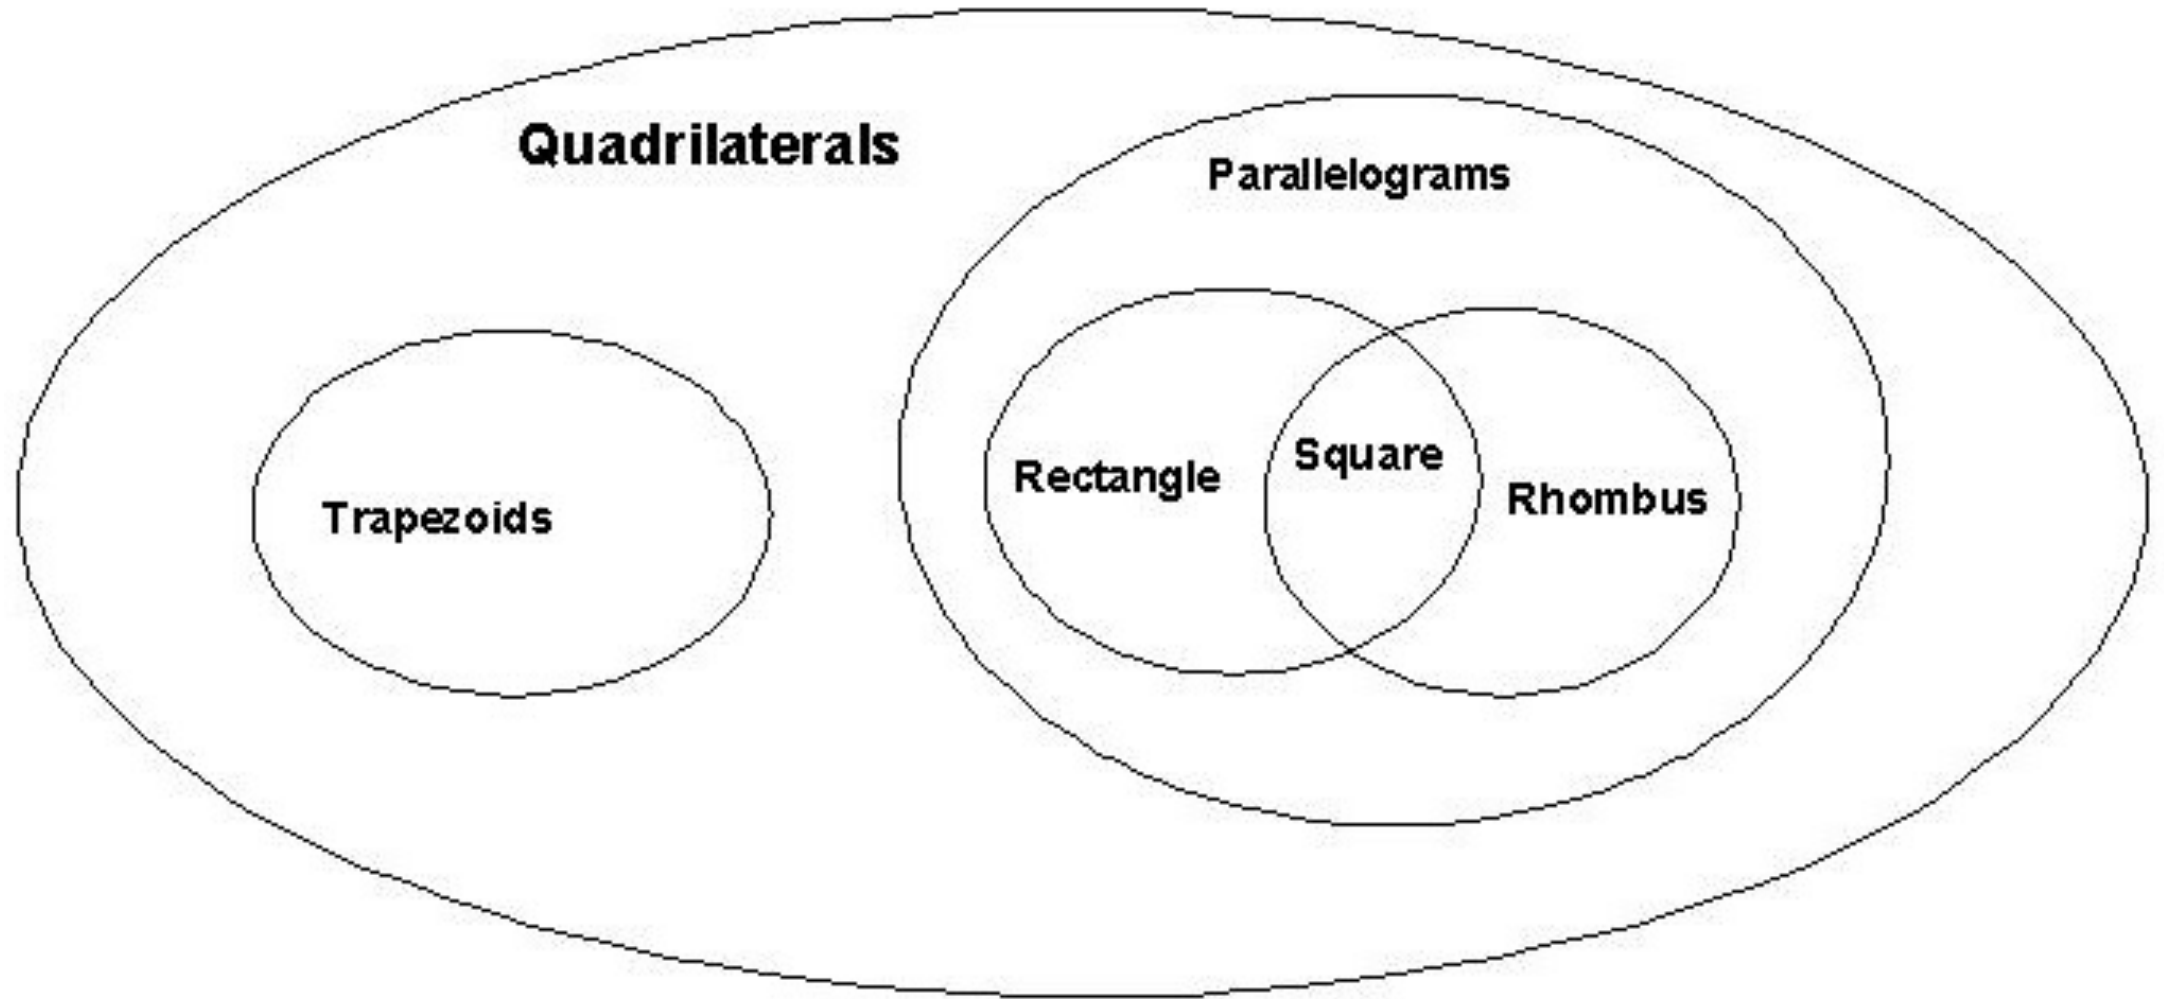 Quadrilaterals
Parallelograms
Trapezoids
Rectangle
Square
Rhombus